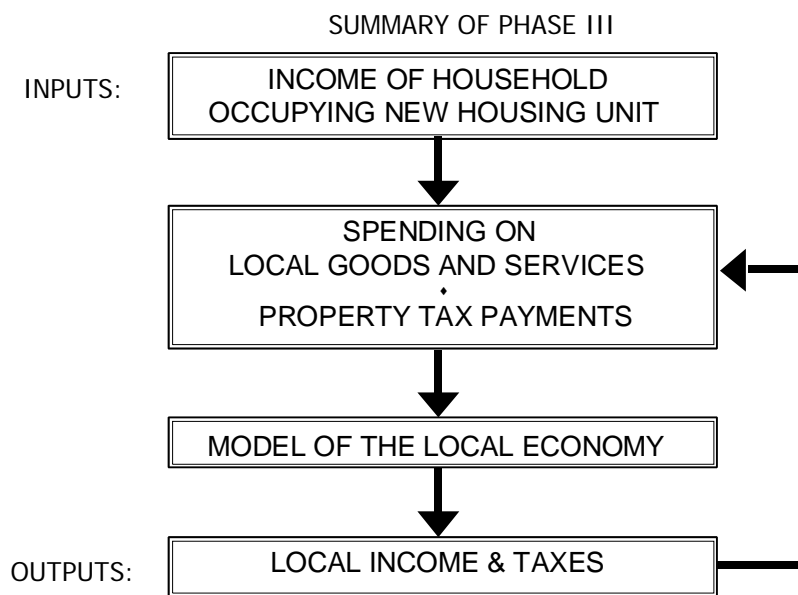 SUMMARY OF PHASE III
INPUTS:
INCOME OF HOUSEHOLD
OCCUPYING NEW HOUSING UNIT
SPENDING ON
LOCAL GOODS AND SERVICES
♦
PROPERTY TAX PAYMENTS
MODEL OF THE LOCAL ECONOMY
OUTPUTS:
LOCAL INCOME & TAXES